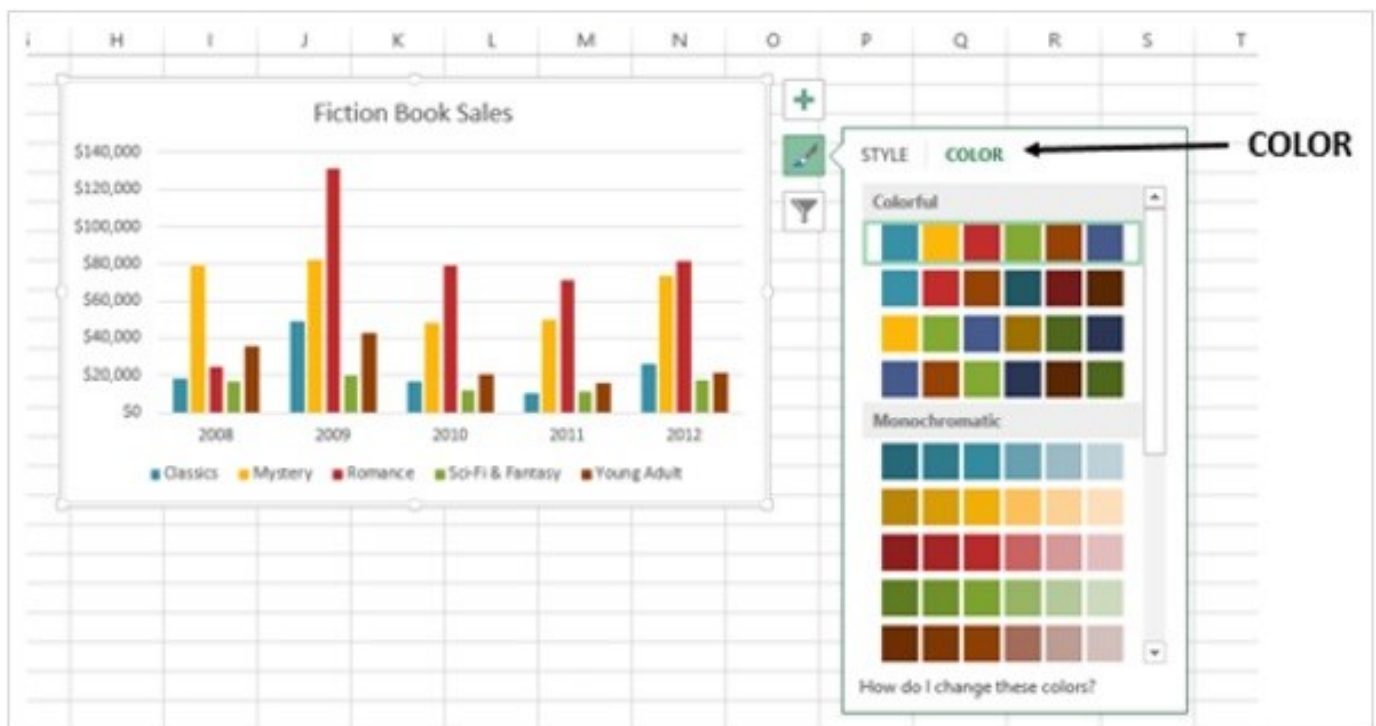 H I J K L M N O P Q R S T
Fiction Book Sales
$140,000
$120,000
$100,000
$80,000
$60,000
$40,000
$20,000
$0
2008 2009 2010 2011 2012
Classics Mystery Romance Sci-Fi & Fantasy Young Adult
STYLE COLOR
COLOR
Colorful
Monochromatic
How do I change these colors?